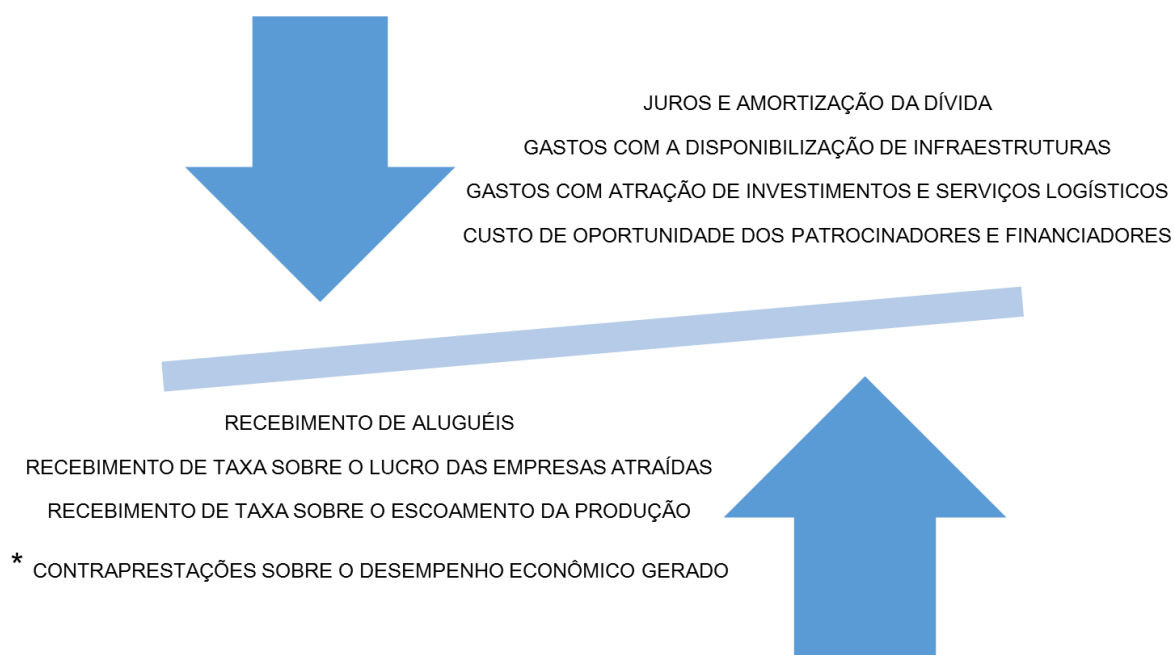 JUROS E AMORTIZAÇÃO DA DÍVIDA
GASTOS COM A DISPONIBILIZAÇÃO DE INFRAESTRUTURAS
GASTOS COM ATRAÇÃO DE INVESTIMENTOS E SERVIÇOS LOGÍSTICOS
CUSTO DE OPORTUNIDADE DOS PATROCINADORES E FINANCIADORES
RECEBIMENTO DE ALUGUÉIS
RECEBIMENTO DE TAXA SOBRE O LUCRO DAS EMPRESAS ATRAÍDAS
RECEBIMENTO DE TAXA SOBRE O ESCOAMENTO DA PRODUÇÃO
* CONTRAPRESTAÇÕES SOBRE O DESEMPENHO ECONÔMICO GERADO